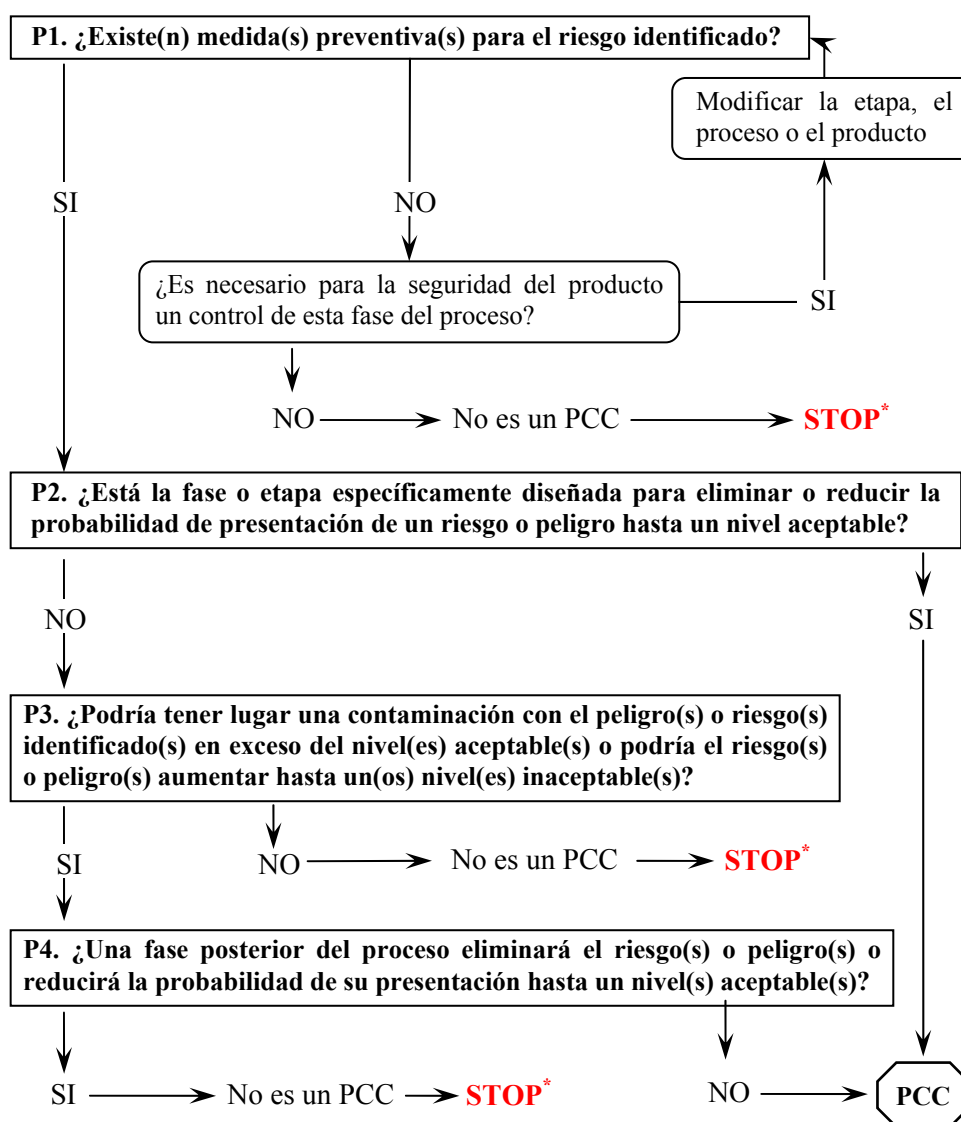 P1. ¿Existe(n) medida(s) preventiva(s) para el riesgo identificado?
Modificar la etapa, el
proceso o el producto
SI
NO
¿Es necesario para la seguridad del producto
un control de esta fase del proceso?
SI
NO
No es un PCC
STOP*
P2. ¿Está la fase o etapa específicamente diseñada para eliminar o reducir la
probabilidad de presentación de un riesgo o peligro hasta un nivel aceptable?
NO
SI
P3. ¿Podría tener lugar una contaminación con el peligro(s) o riesgo(s)
identificado(s) en exceso del nivel(es) aceptable(s) o podría el riesgo(s)
o peligro(s) aumentar hasta un(os) nivel(es) inaceptable(s)?
SI
NO
No es un PCC
STOP*
P4. ¿Una fase posterior del proceso eliminará el riesgo(s) o peligro(s) o
reducirá la probabilidad de su presentación hasta un nivel(s) aceptable(s)?
SI
No es un PCC
STOP*
NO
PCC